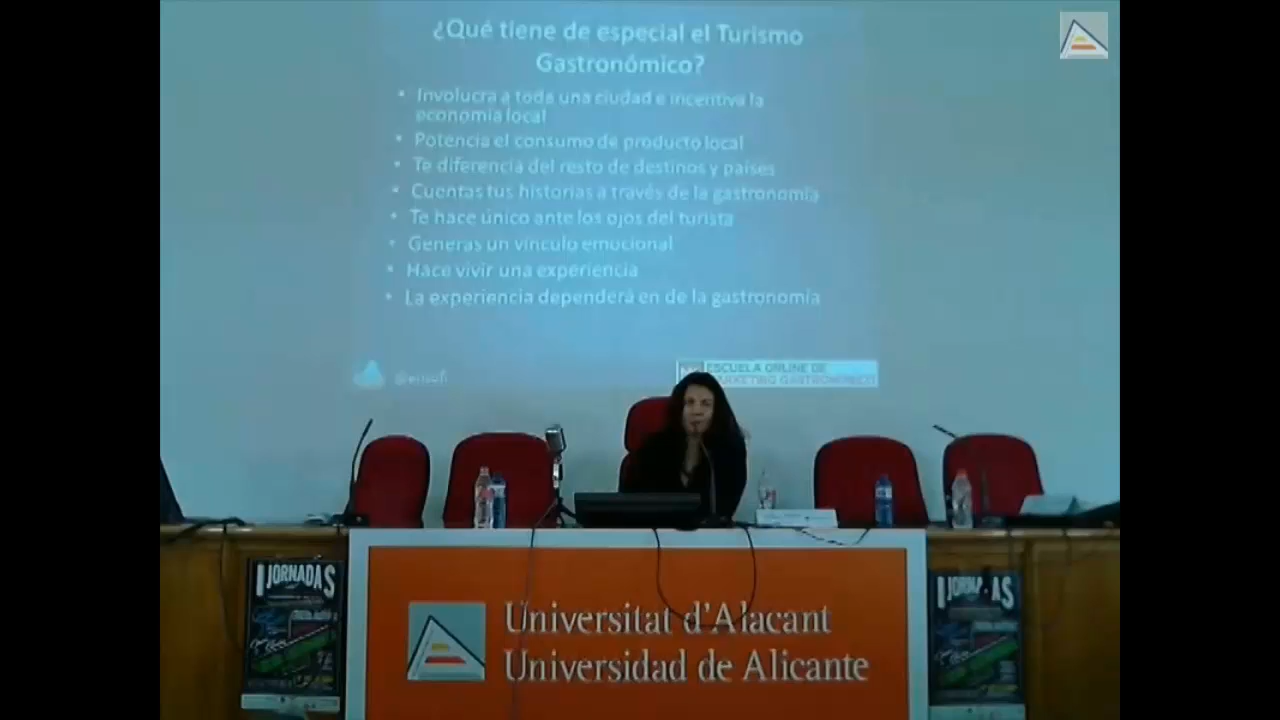 ¿Qué tiene de especial el Turismo
Gastronómico?
• Involucra a toda una ciudad e incentiva la
economía local
• Potencia el consumo de producto local
• Te diferencia del resto de destinos y países
• Cuentas tus historias a través de la gastronomía
• Te hace único ante los ojos del turista
• Generas un vínculo emocional
• Hace vivir una experiencia
• La experiencia dependerá en de la gastronomía
ESCUELA ONLINE DE
MARKETING GASTRONÓMICO
I JORNADAS
Universitat d'Alacant
Universidad de Alicante
I JORNADAS